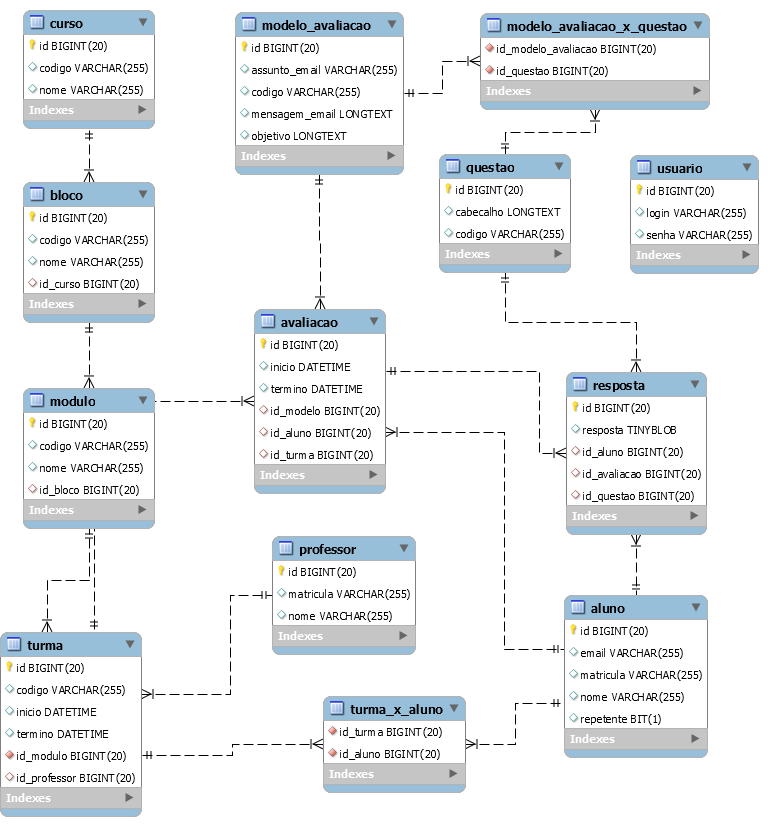 curso
id BIGINT(20)
codigo VARCHAR(255)
nome VARCHAR(255)
Indexes
modelo_avaliacao
id BIGINT(20)
assunto_email VARCHAR(255)
codigo VARCHAR(255)
mensagem_email LONGTEXT
objetivo LONGTEXT
Indexes
modelo_avaliacao_x_questao
id_modelo_avaliacao BIGINT(20)
id_questao BIGINT(20)
Indexes
bloco
id BIGINT(20)
codigo VARCHAR(255)
nome VARCHAR(255)
id_curso BIGINT(20)
Indexes
questao
id BIGINT(20)
cabecalho LONGTEXT
codigo VARCHAR(255)
Indexes
usuario
id BIGINT(20)
login VARCHAR(255)
senha VARCHAR(255)
Indexes
avaliacao
id BIGINT(20)
inicio DATETIME
termino DATETIME
id_modelo BIGINT(20)
id_aluno BIGINT(20)
id_turma BIGINT(20)
Indexes
modulo
id BIGINT(20)
codigo VARCHAR(255)
nome VARCHAR(255)
id_bloco BIGINT(20)
Indexes
resposta
id BIGINT(20)
resposta TINYBLOB
id_aluno BIGINT(20)
id_avaliacao BIGINT(20)
id_questao BIGINT(20)
Indexes
professor
id BIGINT(20)
matricula VARCHAR(255)
nome VARCHAR(255)
Indexes
aluno
id BIGINT(20)
email VARCHAR(255)
matricula VARCHAR(255)
nome VARCHAR(255)
repetente BIT(1)
Indexes
turma
id BIGINT(20)
codigo VARCHAR(255)
inicio DATETIME
termino DATETIME
id_modulo BIGINT(20)
id_professor BIGINT(20)
Indexes
turma_x_aluno
id_turma BIGINT(20)
id_aluno BIGINT(20)
Indexes